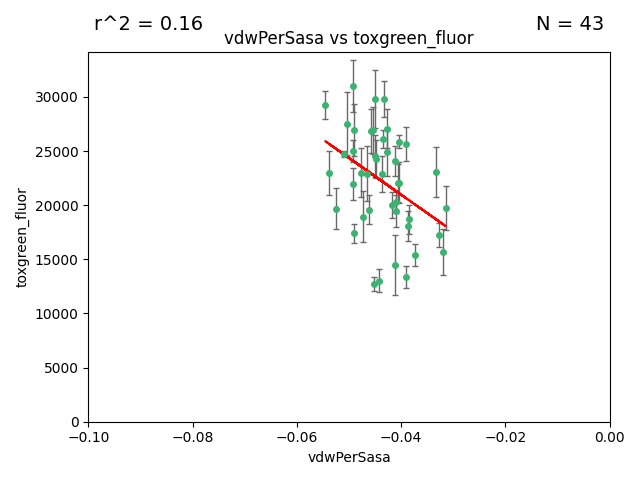 r^2 = 0.16
N = 43
vdwPerSasa vs toxgreen_fluor
30000
25000
20000
15000
10000
5000
0
toxgreen_fluor
−0.10
−0.08
−0.06
−0.04
−0.02
0.00
vdwPerSasa